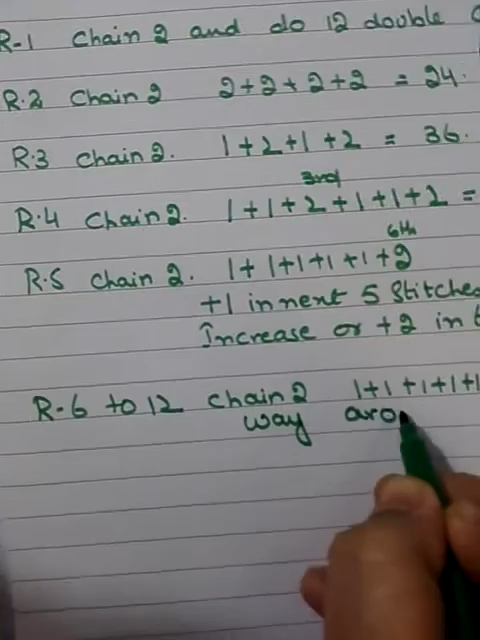 R-1 Chain 2 and do 12 double
R.2 Chain 2 2+2+2+2 = 24.
R.3 Chain 2. 1+2+1+2 = 36.
3rd
R.4 Chain 2. 1+1+2+1+1+2 =
6th
R.5 Chain 2. 1+1+1+1+1+2
+1 in nent 5 Stitches
Increase or +2 in
R-6 to 12 Chain 2 1+1+1+1+1
way aro